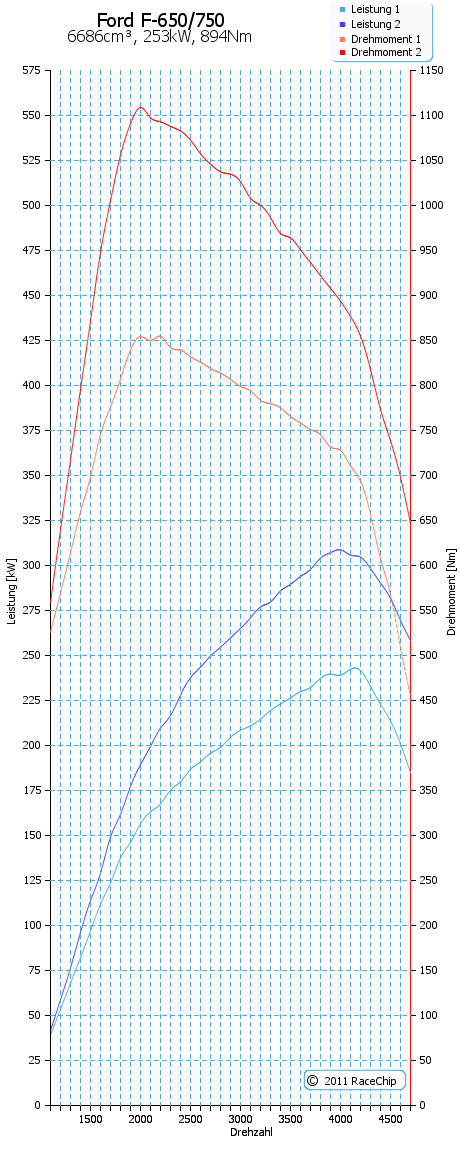 Ford F-650/750
6686cm³, 253kW, 894Nm
Leistung 1
Leistung 2
Drehmoment 1
Drehmoment 2
575 1150
550 1100
525 1050
500 1000
475 950
450 900
425 850
400 800
375 750
350 700
325 650
300 600
Leistung [kW] Drehmoment [Nm]
275 550
250 500
225 450
200 400
175 350
150 300
125 250
100 200
75 150
50 100
25 50
© 2011 RaceChip
0 0
1500 2000 2500 3000 3500 4000 4500
Drehzahl